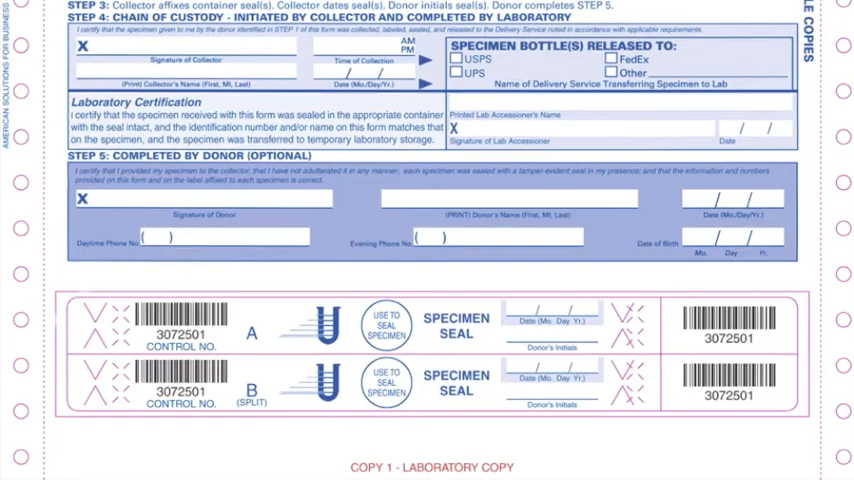 STEP 3: Collector affixes container seal(s). Collector dates seal(s). Donor initials seal(s). Donor completes STEP 5.
STEP 4: CHAIN OF CUSTODY - INITIATED BY COLLECTOR AND COMPLETED BY LABORATORY
I certify that the specimen given to me by the donor identified in STEP 1 of this form was collected, labeled, sealed, and released to the Delivery Service noted in accordance with applicable requirements.
X
AM
PM
Signature of Collector
Time of Collection
/ /
(Print) Collector's Name (First, MI, Last)
Date (Mo./Day/Yr.)
SPECIMEN BOTTLE(S) RELEASED TO:
USPS
FedEx
UPS
Other
Name of Delivery Service Transferring Specimen to Lab
Laboratory Certification
I certify that the specimen received with this form was sealed in the appropriate container
with the seal intact, and the identification number and/or name on this form matches that
on the specimen, and the specimen was transferred to temporary laboratory storage.
Printed Lab Accessioner's Name
X
/ /
Signature of Lab Accessioner
Date
STEP 5: COMPLETED BY DONOR (OPTIONAL)
I certify that I provided my specimen to the collector; that I have not adulterated it in any manner; each specimen was sealed with a tamper-evident seal in my presence; and that the information and numbers
provided on this form and on the label affixed to each specimen is correct.
X
/ /
Signature of Donor
(PRINT) Donor's Name (First, MI, Last)
Date (Mo./Day/Yr.)
Daytime Phone No. ( )
Evening Phone No. ( )
Date of Birth / /
Mo. Day Yr.
3072501
CONTROL NO.
A
USE TO
SEAL
SPECIMEN
SPECIMEN
SEAL
/ /
Date (Mo. Day Yr.)
Donor's Initials
3072501
3072501
CONTROL NO.
B
(SPLIT)
USE TO
SEAL
SPECIMEN
SPECIMEN
SEAL
/ /
Date (Mo. Day Yr.)
Donor's Initials
3072501
COPY 1 - LABORATORY COPY
AMERICAN SOLUTIONS FOR BUSINESS
COPIES